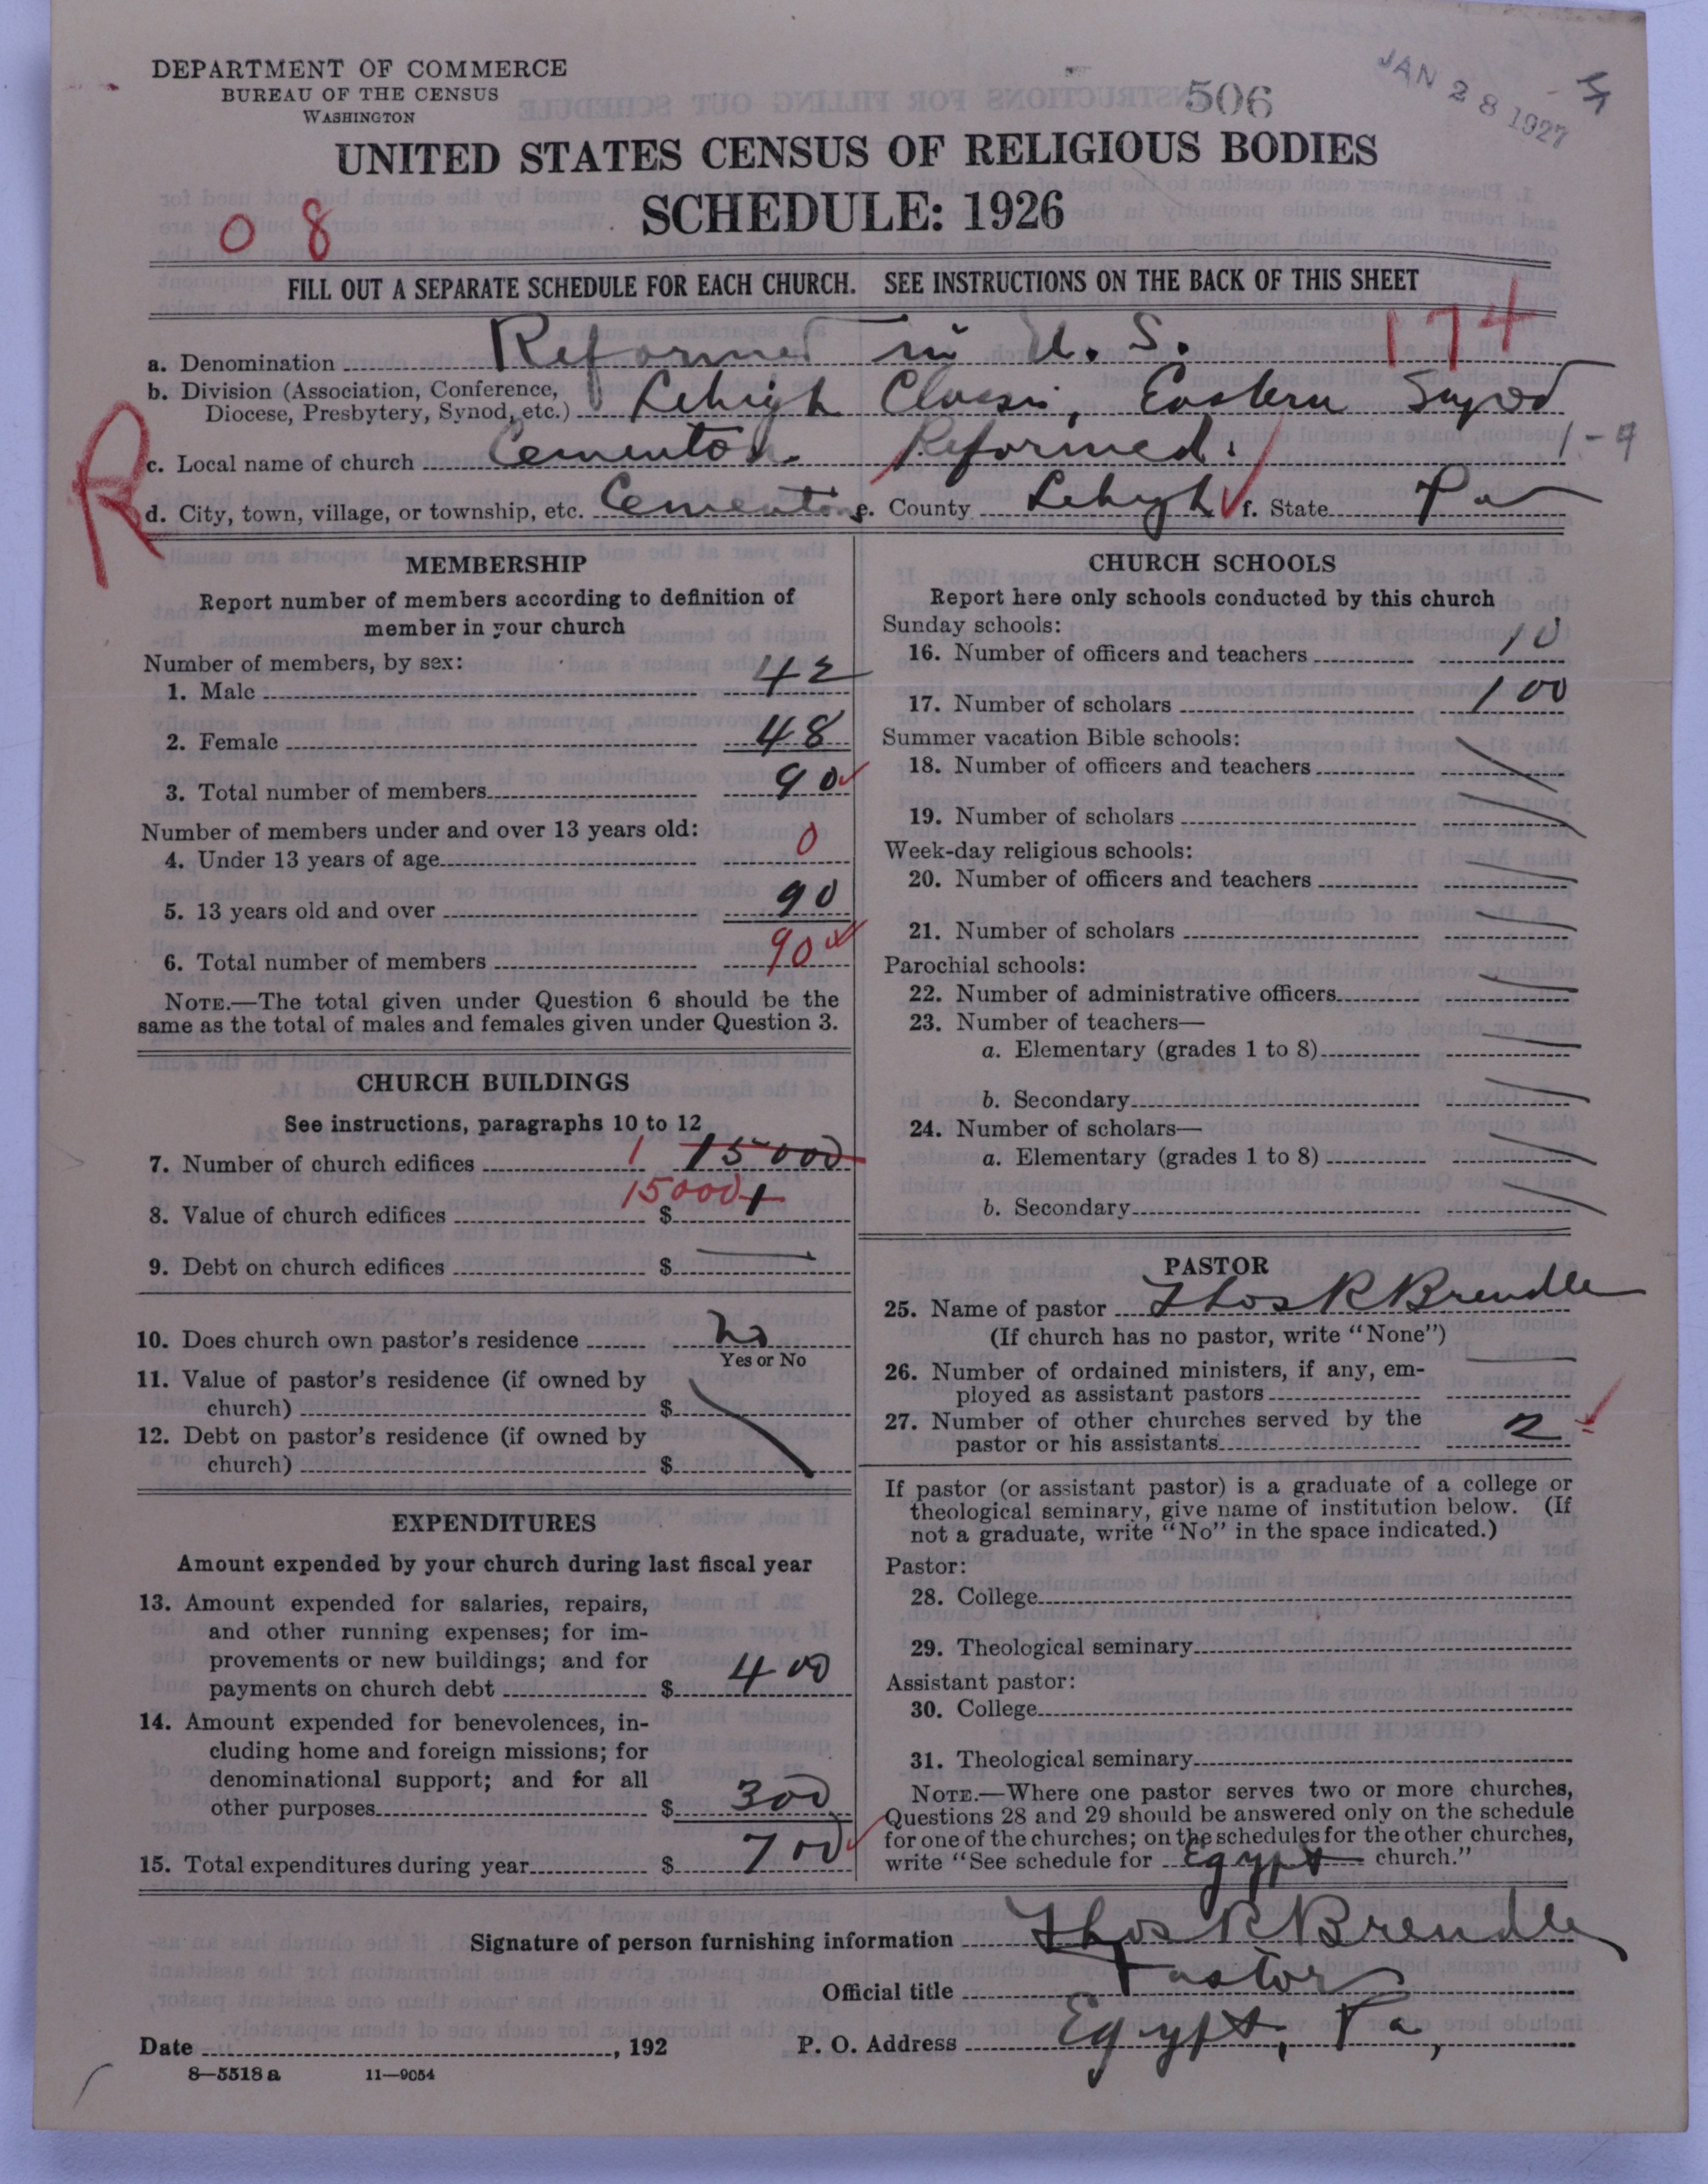 DEPARTMENT OF COMMERCE
BUREAU OF THE CENSUS
WASHINGTON
506
JAN 28 1927
UNITED STATES CENSUS OF RELIGIOUS BODIES
SCHEDULE: 1926
0 8
FILL OUT A SEPARATE SCHEDULE FOR EACH CHURCH. SEE INSTRUCTIONS ON THE BACK OF THIS SHEET
174
a. Denomination Reformed in U. S.
b. Division (Association, Conference,
Diocese, Presbytery, Synod, etc.) Lehigh Classis, Eastern Synod
R
c. Local name of church Cementon Reformed. 1-9
d. City, town, village, or township, etc. Cementon e. County Lehigh f. State Pa
MEMBERSHIP
Report number of members according to definition of
member in your church
Number of members, by sex:
1. Male 42
2. Female 48
3. Total number of members 90
Number of members under and over 13 years old:
4. Under 13 years of age 0
5. 13 years old and over 90
6. Total number of members 90
NOTE.—The total given under Question 6 should be the
same as the total of males and females given under Question 3.
CHURCH BUILDINGS
See instructions, paragraphs 10 to 12
7. Number of church edifices 1 15000
8. Value of church edifices $ 15000 1
9. Debt on church edifices $
10. Does church own pastor's residence no
Yes or No
11. Value of pastor's residence (if owned by
church) $
12. Debt on pastor's residence (if owned by
church) $
EXPENDITURES
Amount expended by your church during last fiscal year
13. Amount expended for salaries, repairs,
and other running expenses; for im-
provements or new buildings; and for
payments on church debt $ 400
14. Amount expended for benevolences, in-
cluding home and foreign missions; for
denominational support; and for all
other purposes $ 300
15. Total expenditures during year $ 700
CHURCH SCHOOLS
Report here only schools conducted by this church
Sunday schools:
16. Number of officers and teachers 10
17. Number of scholars 100
Summer vacation Bible schools:
18. Number of officers and teachers
19. Number of scholars
Week-day religious schools:
20. Number of officers and teachers
21. Number of scholars
Parochial schools:
22. Number of administrative officers
23. Number of teachers—
a. Elementary (grades 1 to 8)
b. Secondary
24. Number of scholars—
a. Elementary (grades 1 to 8)
b. Secondary
PASTOR
25. Name of pastor Thos R Brendle
(If church has no pastor, write "None")
26. Number of ordained ministers, if any, em-
ployed as assistant pastors
27. Number of other churches served by the
pastor or his assistants 2
If pastor (or assistant pastor) is a graduate of a college or
theological seminary, give name of institution below. (If
not a graduate, write "No" in the space indicated.)
Pastor:
28. College
29. Theological seminary
Assistant pastor:
30. College
31. Theological seminary
NOTE.—Where one pastor serves two or more churches,
Questions 28 and 29 should be answered only on the schedule
for one of the churches; on the schedules for the other churches,
write "See schedule for Egypt church."
Signature of person furnishing information Thos R Brendle
Official title Pastor
Date , 192
P. O. Address Egypt, Pa,
8—5518 a 11—9054